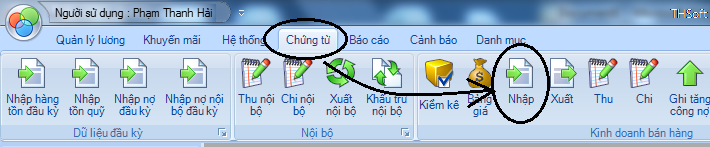 Người sử dụng : Phạm Thanh Hải
THSoft
Quản lý lương Khuyến mãi Hệ thống Chứng từ Báo cáo Cảnh báo Danh mục
Nhập hàng tồn đầu kỳ
Nhập tồn quỹ
Nhập nợ đầu kỳ
Nhập nợ nội bộ đầu kỳ
Dữ liệu đầu kỳ
Thu nội bộ
Chi nội bộ
Xuất nội bộ
Khấu trừ nội bộ
Nội bộ
Kiểm kê
Bảng giá
Nhập
Xuất
Thu
Chi
Ghi tăng công nợ
Kinh doanh bán hàng